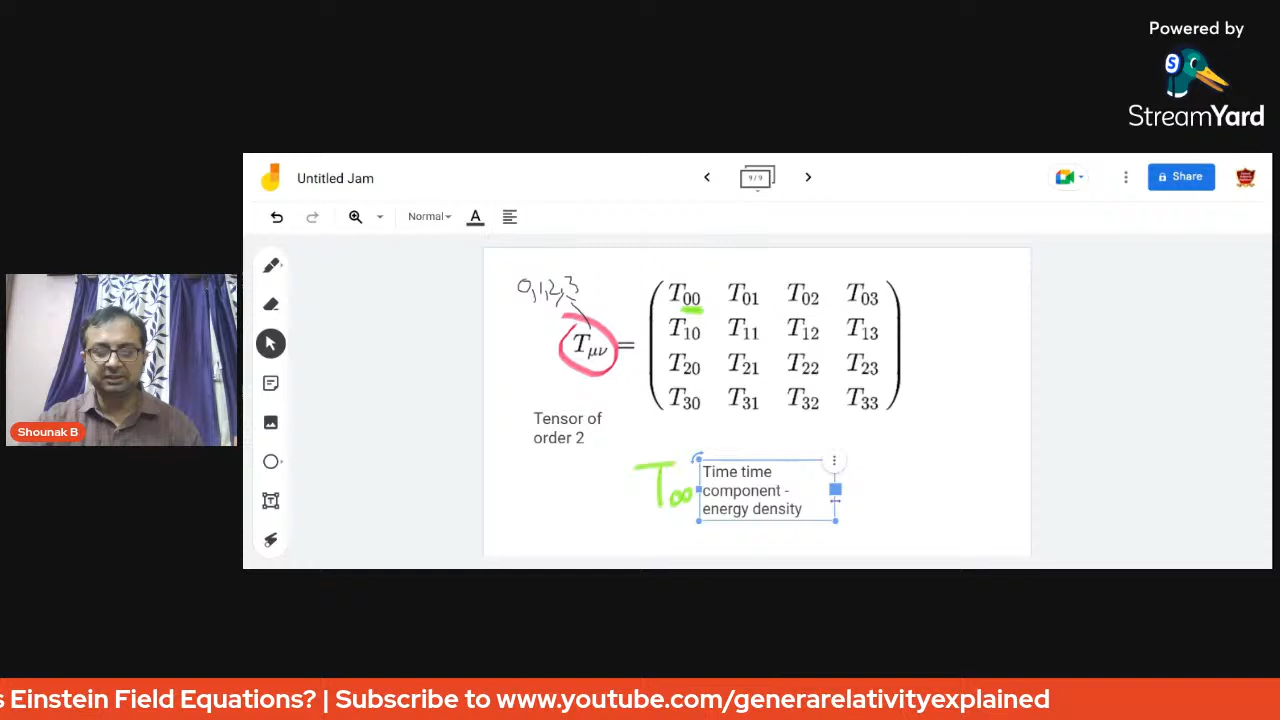 Powered by
StreamYard
Untitled Jam
9 / 9
Share
Normal
0,1,2,3
Tμν =
T00 T01 T02 T03
T10 T11 T12 T13
T20 T21 T22 T23
T30 T31 T32 T33
Tensor of
order 2
T00
Time time
component -
energy density
Shounak B
s Einstein Field Equations? | Subscribe to www.youtube.com/generarelativityexplained